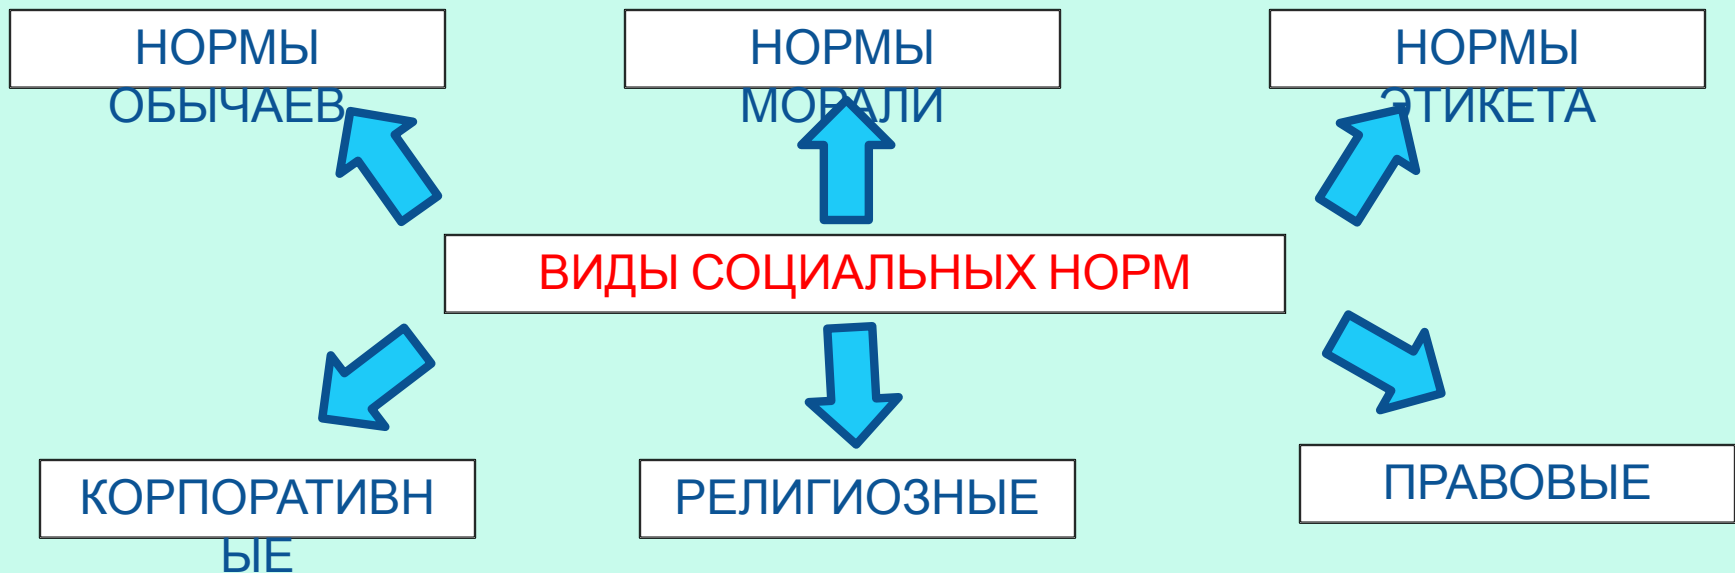 НОРМЫ
ОБЫЧАЕВ
НОРМЫ
МОРАЛИ
НОРМЫ
ЭТИКЕТА
ВИДЫ СОЦИАЛЬНЫХ НОРМ
КОРПОРАТИВН
ЫЕ
РЕЛИГИОЗНЫЕ
ПРАВОВЫЕ